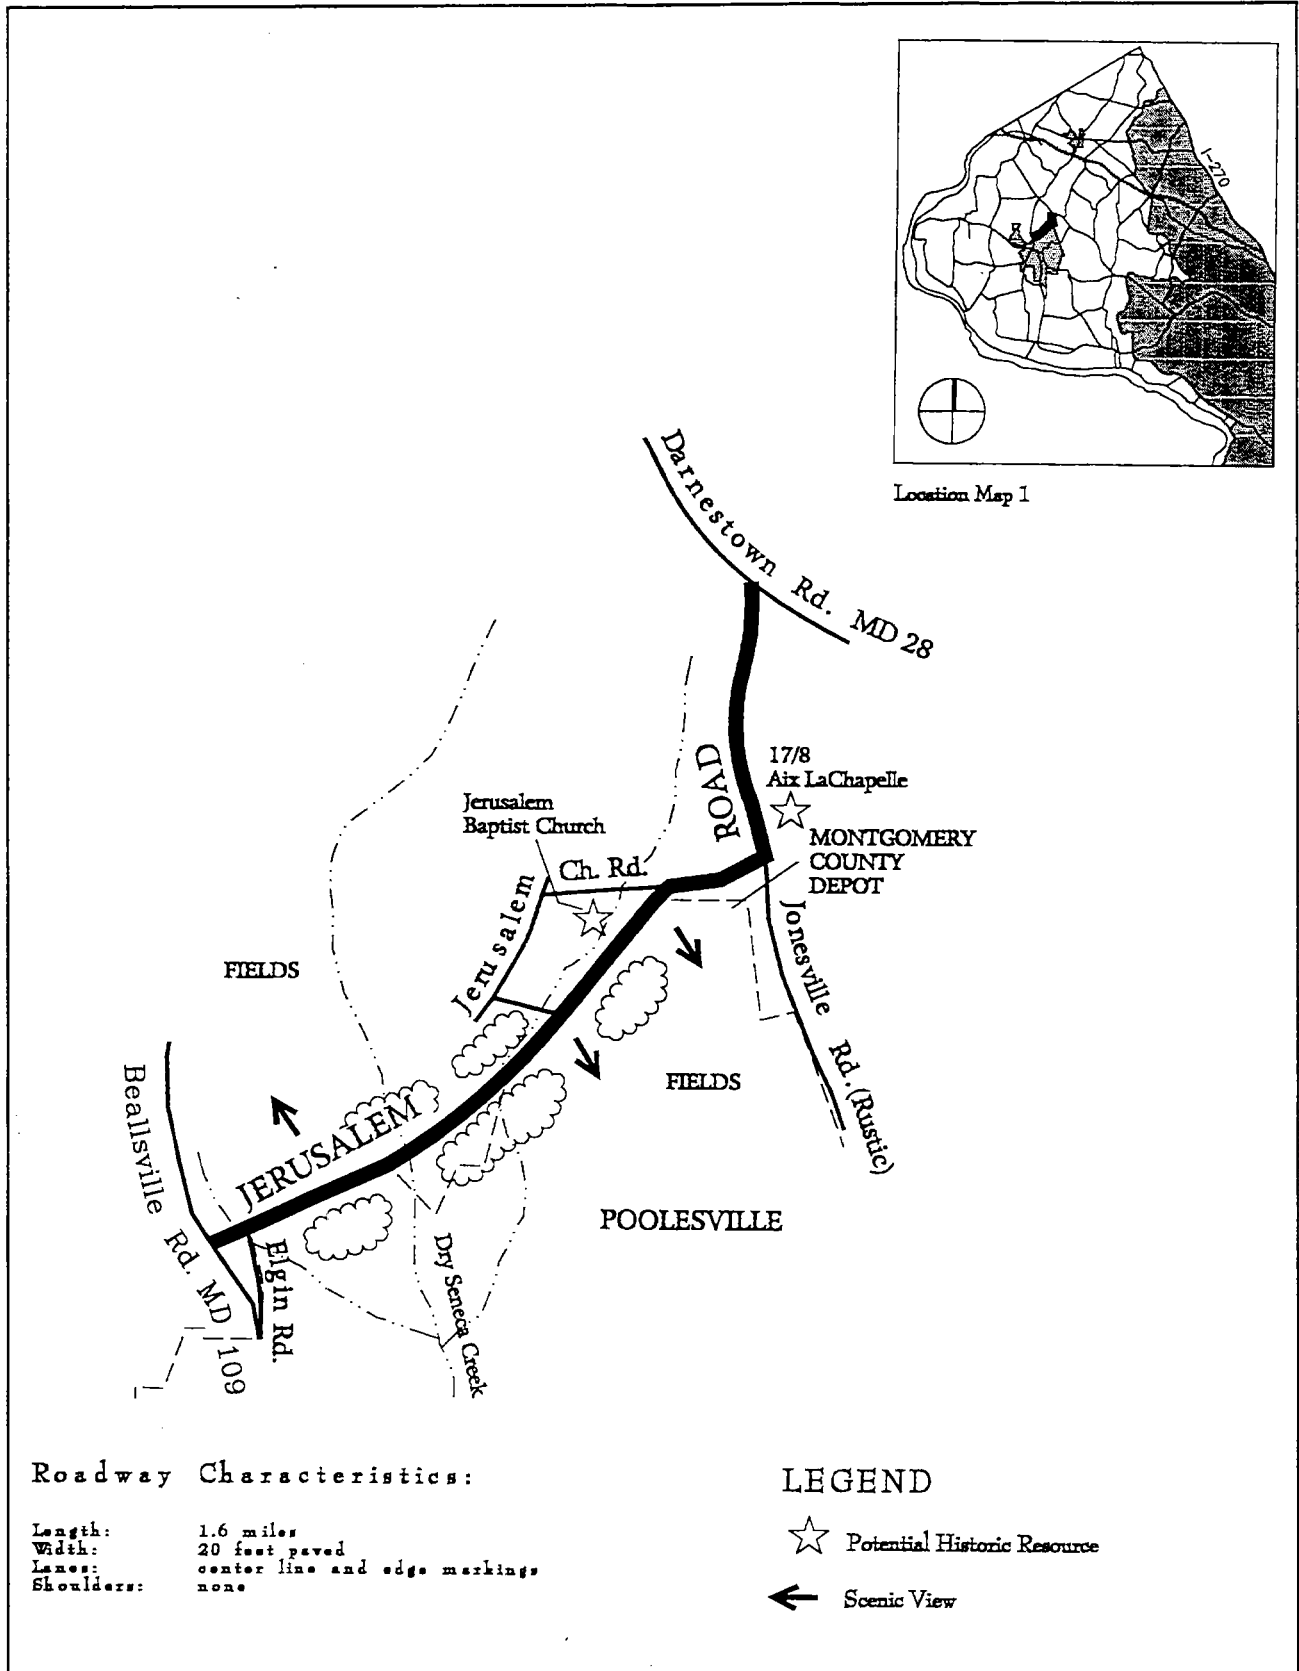 I-270
Location Map 1
Darnestown Rd. MD 28
ROAD
17/8
Aix LaChapelle
Jerusalem
Baptist Church
MONTGOMERY
COUNTY
DEPOT
Ch. Rd.
Jerusalem
Jonesville Rd. (Rustic)
FIELDS
FIELDS
Beallsville Rd. MD 109
JERUSALEM
POOLESVILLE
Elgin Rd.
Dry Seneca Creek
Roadway Characteristics:
Length: 1.6 miles
Width: 20 feet paved
Lanes: center line and edge markings
Shoulders: none
LEGEND
Potential Historic Resource
Scenic View